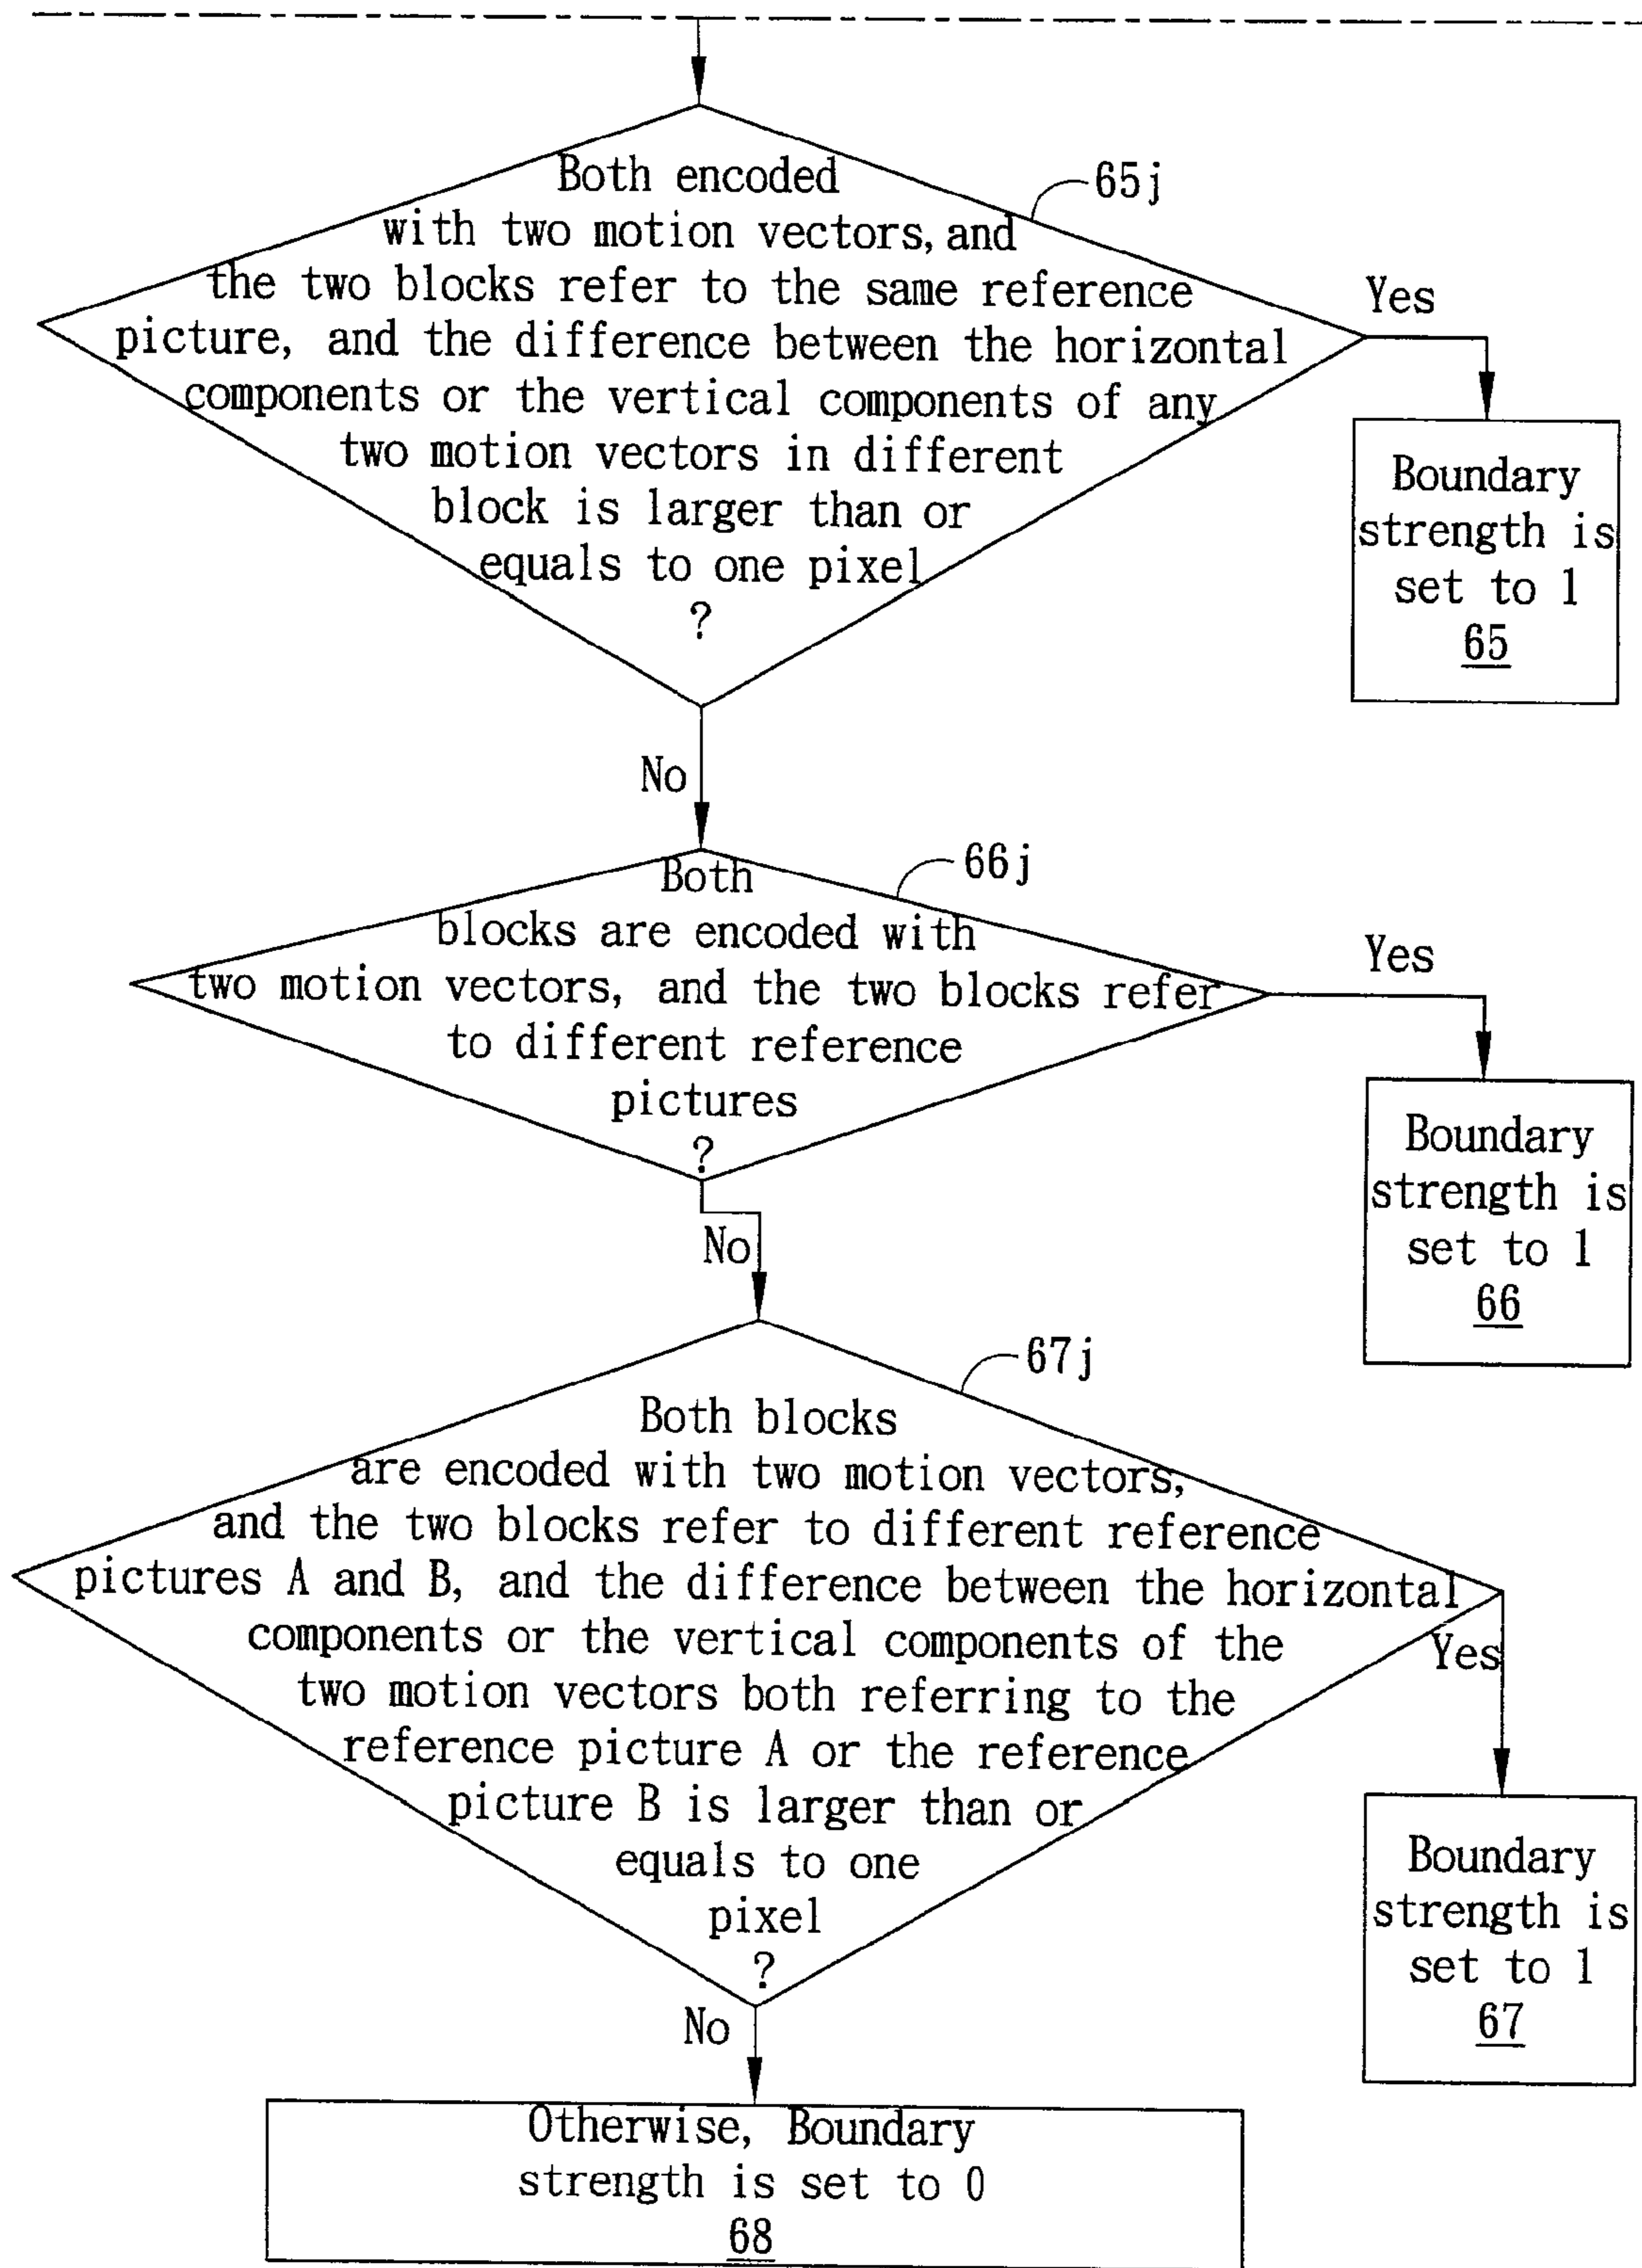 Both encoded
with two motion vectors, and
the two blocks refer to the same reference
picture, and the difference between the horizontal
components or the vertical components of any
two motion vectors in different
block is larger than or
equals to one pixel
?
65j
Yes
Boundary
strength is
set to 1
65
No
Both
blocks are encoded with
two motion vectors, and the two blocks refer
to different reference
pictures
?
66j
Yes
Boundary
strength is
set to 1
66
No
Both blocks
are encoded with two motion vectors,
and the two blocks refer to different reference
pictures A and B, and the difference between the horizontal
components or the vertical components of the
two motion vectors both referring to the
reference picture A or the reference
picture B is larger than or
equals to one
pixel
?
67j
Yes
Boundary
strength is
set to 1
67
No
Otherwise, Boundary
strength is set to 0
68